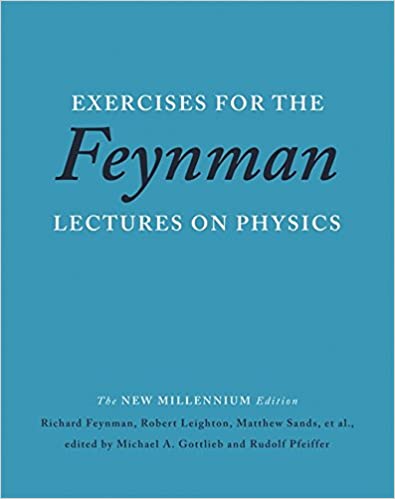 EXERCISES FOR THE
Feynman
LECTURES ON PHYSICS
The NEW MILLENNIUM Edition
Richard Feynman, Robert Leighton, Matthew Sands, et al.,
edited by Michael A. Gottlieb and Rudolf Pfeiffer